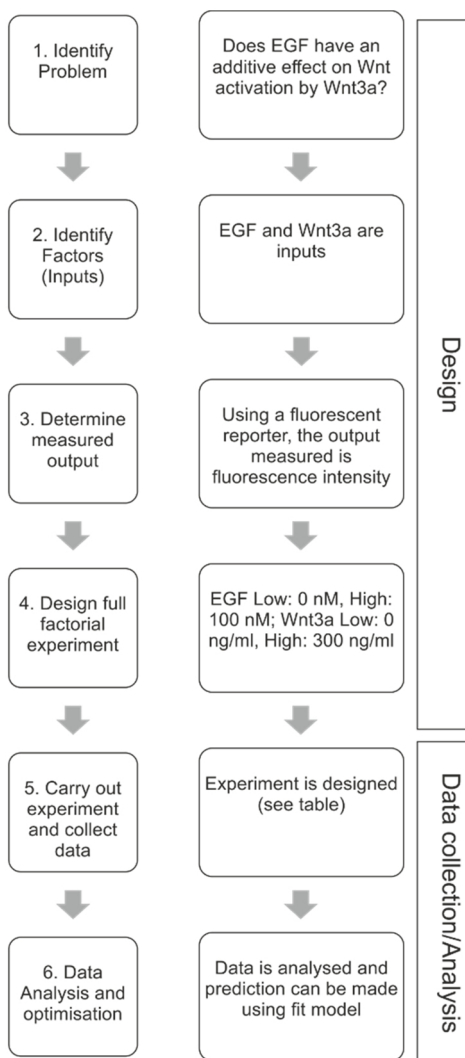 1. Identify
Problem
Does EGF have an
additive effect on Wnt
activation by Wnt3a?
2. Identify
Factors
(Inputs)
EGF and Wnt3a are
inputs
3. Determine
measured
output
Using a fluorescent
reporter, the output
measured is
fluorescence intensity
4. Design full
factorial
experiment
EGF Low: 0 nM, High:
100 nM; Wnt3a Low: 0
ng/ml, High: 300 ng/ml
Design
5. Carry out
experiment
and collect
data
Experiment is designed
(see table)
6. Data
Analysis and
optimisation
Data is analysed and
prediction can be made
using fit model
Data collection/Analysis